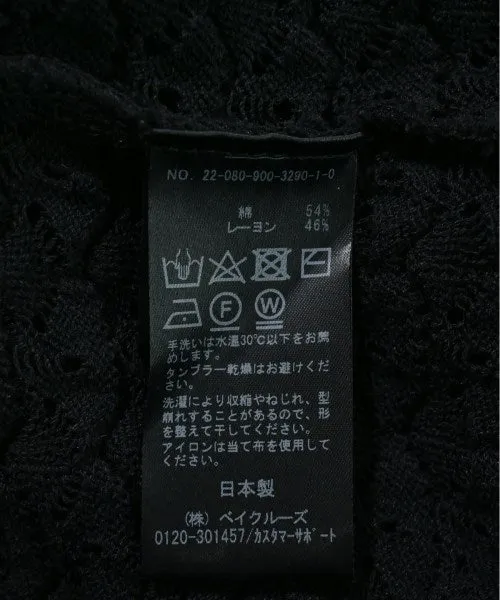 NO. 22-080-900-3290-1-0
綿 54%
レーヨン 46%
F W
手洗いは水温30℃以下をお薦
めします。
タンブラー乾燥はお避けくだ
さい。
洗濯により収縮やねじれ、型
崩れすることがあるので、形
を整えて干してください。
アイロンは当て布を使用して
ください。
日本製
(株) ベイクルーズ
0120-301457/カスタマーサポート